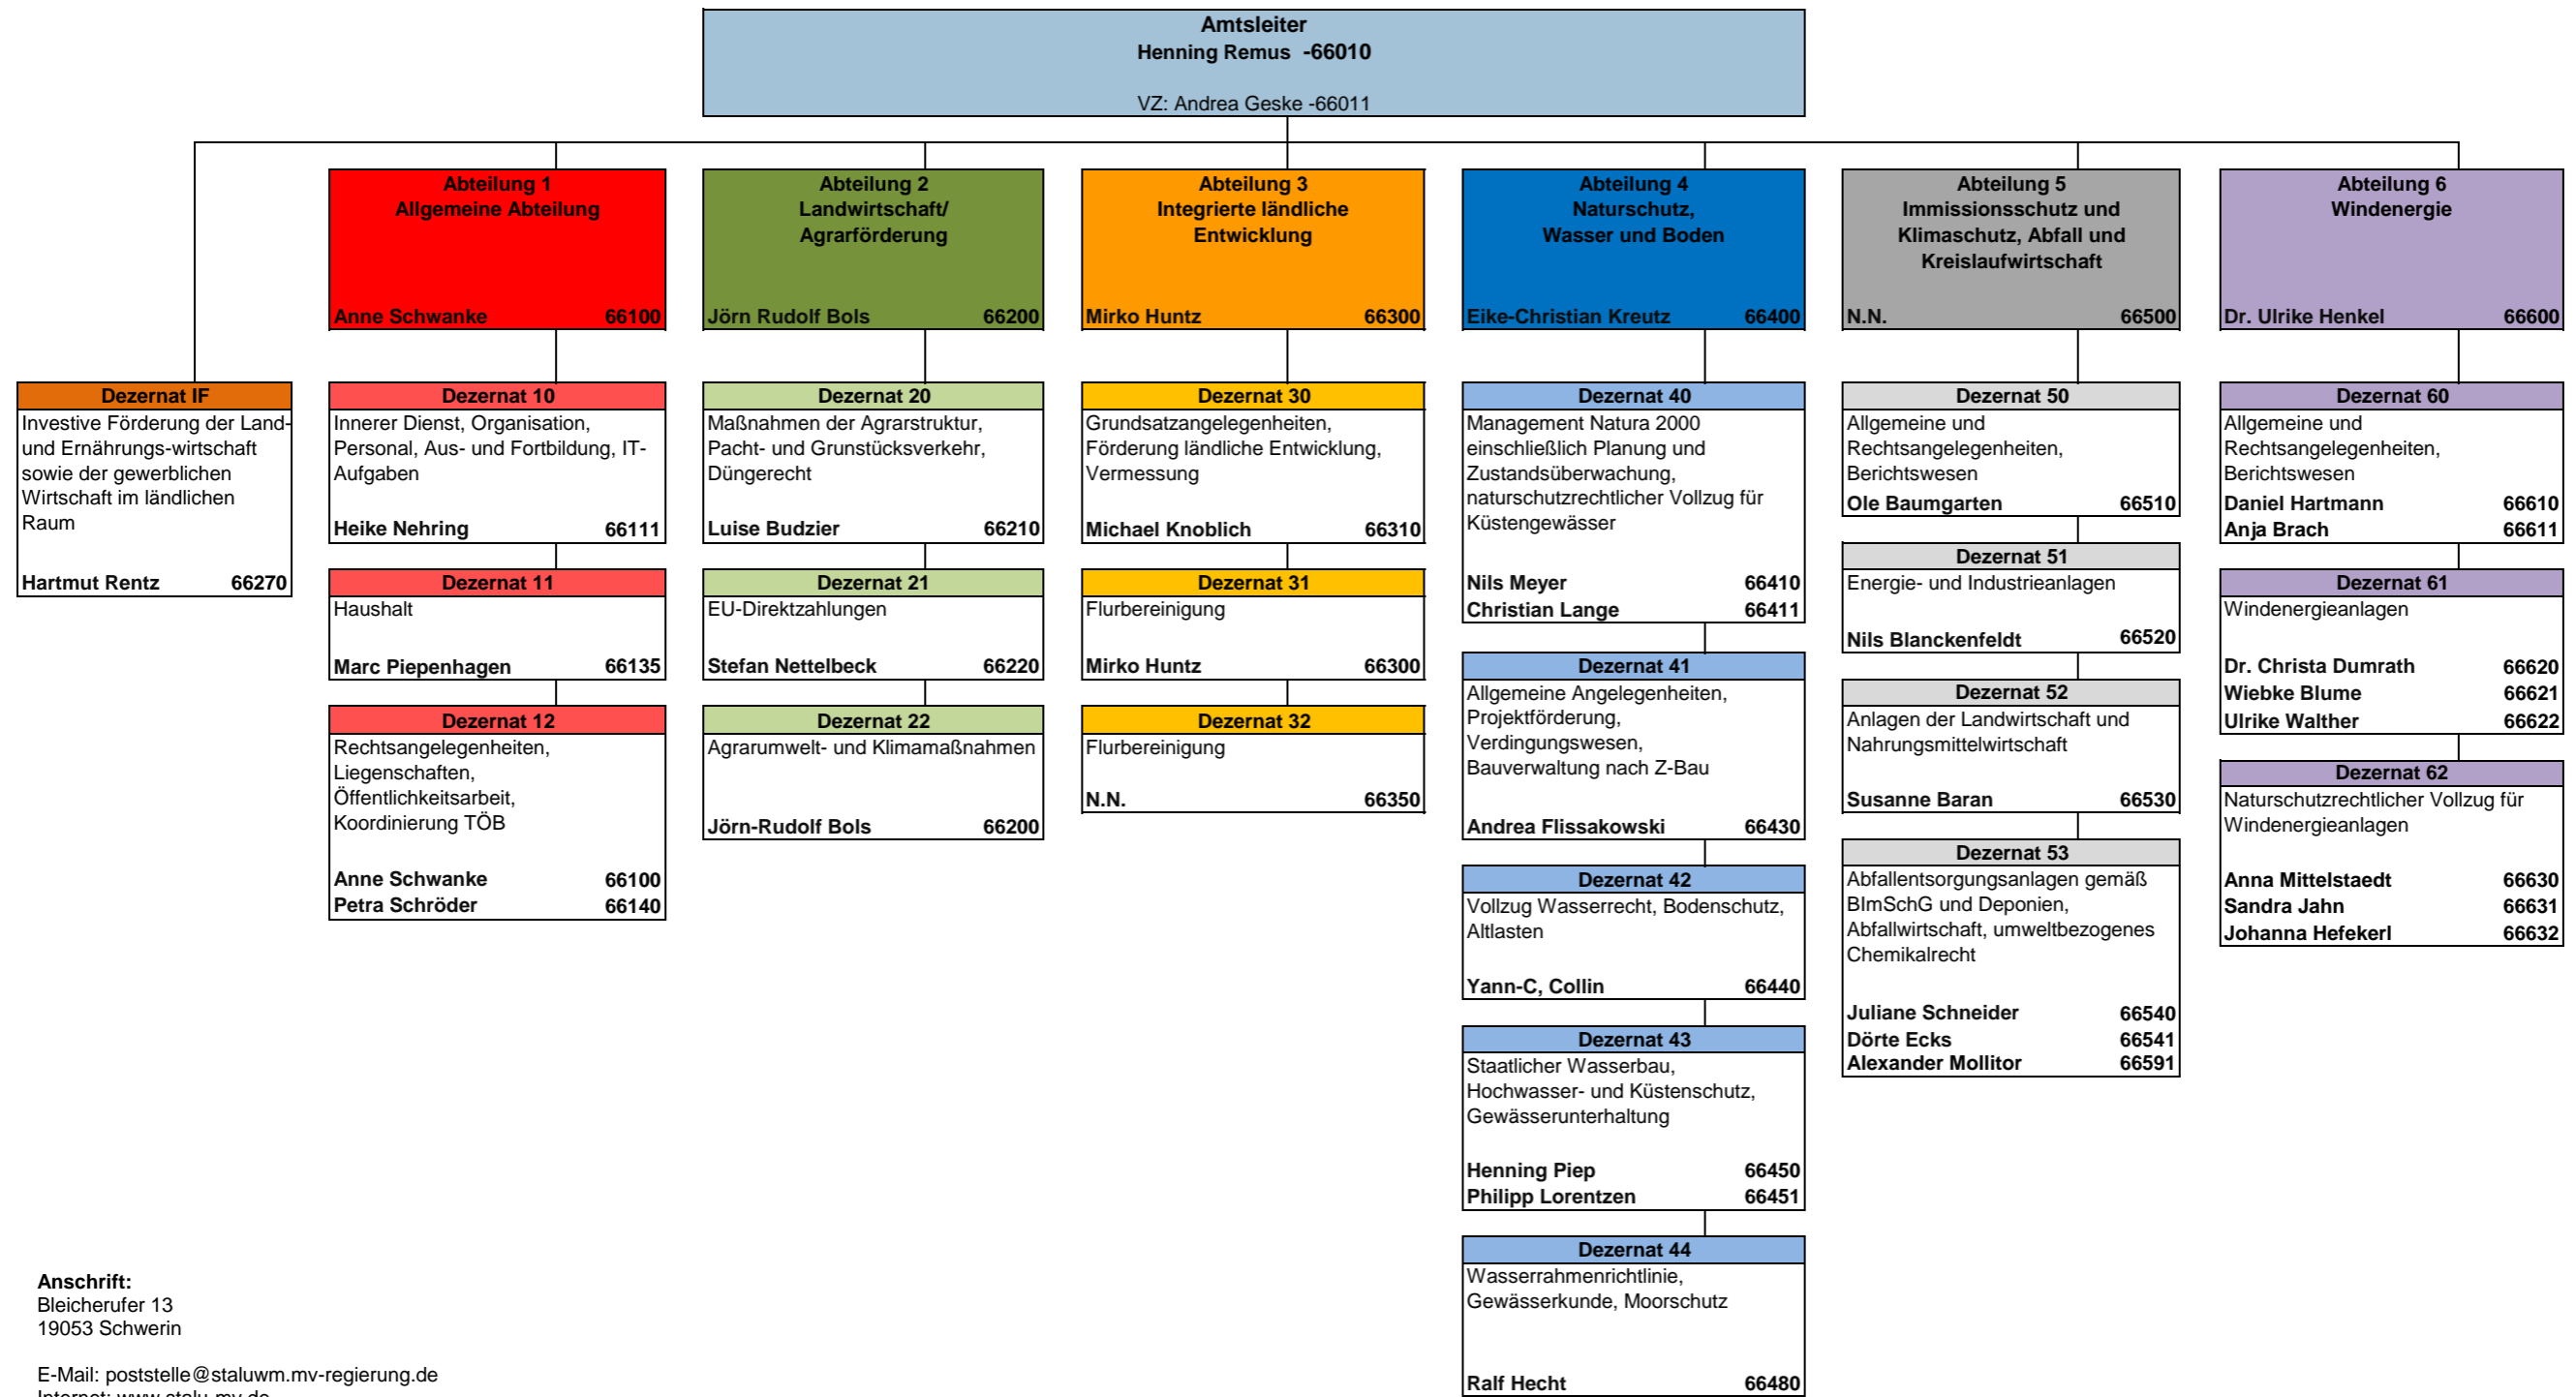 Amtsleiter
Henning Remus -66010
VZ: Andrea Geske -66011
Abteilung 1
Allgemeine Abteilung
Anne Schwanke 66100
Abteilung 2
Landwirtschaft/
Agrarförderung
Jörn Rudolf Bols 66200
Abteilung 3
Integrierte ländliche
Entwicklung
Mirko Huntz 66300
Abteilung 4
Naturschutz,
Wasser und Boden
Eike-Christian Kreutz 66400
Abteilung 5
Immissionsschutz und
Klimaschutz, Abfall und
Kreislaufwirtschaft
N.N. 66500
Abteilung 6
Windenergie
Dr. Ulrike Henkel 66600
Dezernat IF
Investive Förderung der Land-
und Ernährungs-wirtschaft
sowie der gewerblichen
Wirtschaft im ländlichen
Raum
Hartmut Rentz 66270
Dezernat 10
Innerer Dienst, Organisation,
Personal, Aus- und Fortbildung, IT-
Aufgaben
Heike Nehring 66111
Dezernat 11
Haushalt
Marc Piepenhagen 66135
Dezernat 12
Rechtsangelegenheiten,
Liegenschaften,
Öffentlichkeitsarbeit,
Koordinierung TÖB
Anne Schwanke 66100
Petra Schröder 66140
Dezernat 20
Maßnahmen der Agrarstruktur,
Pacht- und Grunstücksverkehr,
Düngerecht
Luise Budzier 66210
Dezernat 21
EU-Direktzahlungen
Stefan Nettelbeck 66220
Dezernat 22
Agrarumwelt- und Klimamaßnahmen
Jörn-Rudolf Bols 66200
Dezernat 30
Grundsatzangelegenheiten,
Förderung ländliche Entwicklung,
Vermessung
Michael Knoblich 66310
Dezernat 31
Flurbereinigung
Mirko Huntz 66300
Dezernat 32
Flurbereinigung
N.N. 66350
Dezernat 40
Management Natura 2000
einschließlich Planung und
Zustandsüberwachung,
naturschutzrechtlicher Vollzug für
Küstengewässer
Nils Meyer 66410
Christian Lange 66411
Dezernat 41
Allgemeine Angelegenheiten,
Projektförderung,
Verdingungswesen,
Bauverwaltung nach Z-Bau
Andrea Flissakowski 66430
Dezernat 42
Vollzug Wasserrecht, Bodenschutz,
Altlasten
Yann-C, Collin 66440
Dezernat 43
Staatlicher Wasserbau,
Hochwasser- und Küstenschutz,
Gewässerunterhaltung
Henning Piep 66450
Philipp Lorentzen 66451
Dezernat 44
Wasserrahmenrichtlinie,
Gewässerkunde, Moorschutz
Ralf Hecht 66480
Dezernat 50
Allgemeine und
Rechtsangelegenheiten,
Berichtswesen
Ole Baumgarten 66510
Dezernat 51
Energie- und Industrieanlagen
Nils Blanckenfeldt 66520
Dezernat 52
Anlagen der Landwirtschaft und
Nahrungsmittelwirtschaft
Susanne Baran 66530
Dezernat 53
Abfallentsorgungsanlagen gemäß
BImSchG und Deponien,
Abfallwirtschaft, umweltbezogenes
Chemikalrecht
Juliane Schneider 66540
Dörte Ecks 66541
Alexander Mollitor 66591
Dezernat 60
Allgemeine und
Rechtsangelegenheiten,
Berichtswesen
Daniel Hartmann 66610
Anja Brach 66611
Dezernat 61
Windenergieanlagen
Dr. Christa Dumrath 66620
Wiebke Blume 66621
Ulrike Walther 66622
Dezernat 62
Naturschutzrechtlicher Vollzug für
Windenergieanlagen
Anna Mittelstaedt 66630
Sandra Jahn 66631
Johanna Hefekerl 66632
Anschrift:
Bleicherufer 13
19053 Schwerin
E-Mail: poststelle@staluwm.mv-regierung.de
Internet: www.stalu-mv.de